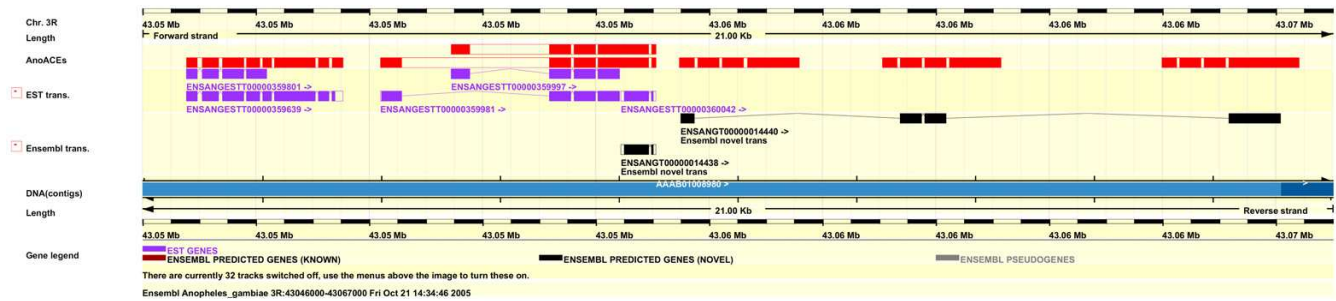 Chr. 3R
43.05 Mb 43.05 Mb 43.05 Mb 43.05 Mb 43.05 Mb 43.06 Mb 43.06 Mb 43.06 Mb 43.06 Mb 43.06 Mb 43.07 Mb
Length
Forward strand 21.00 Kb
AnoACEs
ENSANGESTT00000359801 -> ENSANGESTT00000359997 ->
EST trans.
ENSANGESTT00000359639 -> ENSANGESTT00000359981 -> ENSANGESTT00000360042 ->
ENSANGT00000014440 ->
Ensembl novel trans
Ensembl trans.
ENSANGT00000014438 ->
Ensembl novel trans
DNA(contigs)
AAAB01008980 > >
Length
21.00 Kb Reverse strand
43.05 Mb 43.05 Mb 43.05 Mb 43.05 Mb 43.05 Mb 43.06 Mb 43.06 Mb 43.06 Mb 43.06 Mb 43.06 Mb 43.07 Mb
Gene legend
EST GENES
ENSEMBL PREDICTED GENES (KNOWN) ENSEMBL PREDICTED GENES (NOVEL) ENSEMBL PSEUDOGENES
There are currently 32 tracks switched off, use the menus above the image to turn these on.
Ensembl Anopheles_gambiae 3R:43046000-43067000 Fri Oct 21 14:34:46 2005